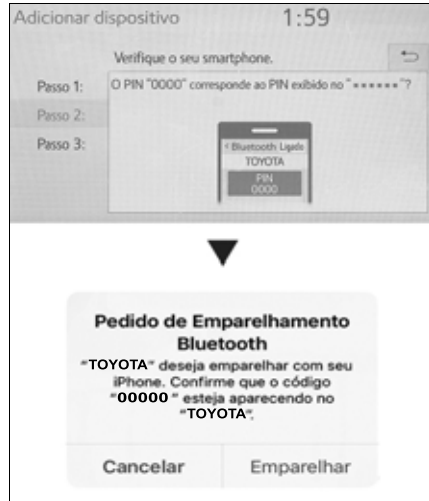 Adicionar dispositivo 1:59
Verifique o seu smartphone.
Passo 1: O PIN "0000" corresponde ao PIN exibido no "******"?
Passo 2:
Passo 3:
< Bluetooth Ligado
TOYOTA
PIN
0000
Pedido de Emparelhamento
Bluetooth
"TOYOTA" deseja emparelhar com seu
iPhone. Confirme que o código
"00000" esteja aparecendo no
"TOYOTA".
Cancelar Emparelhar